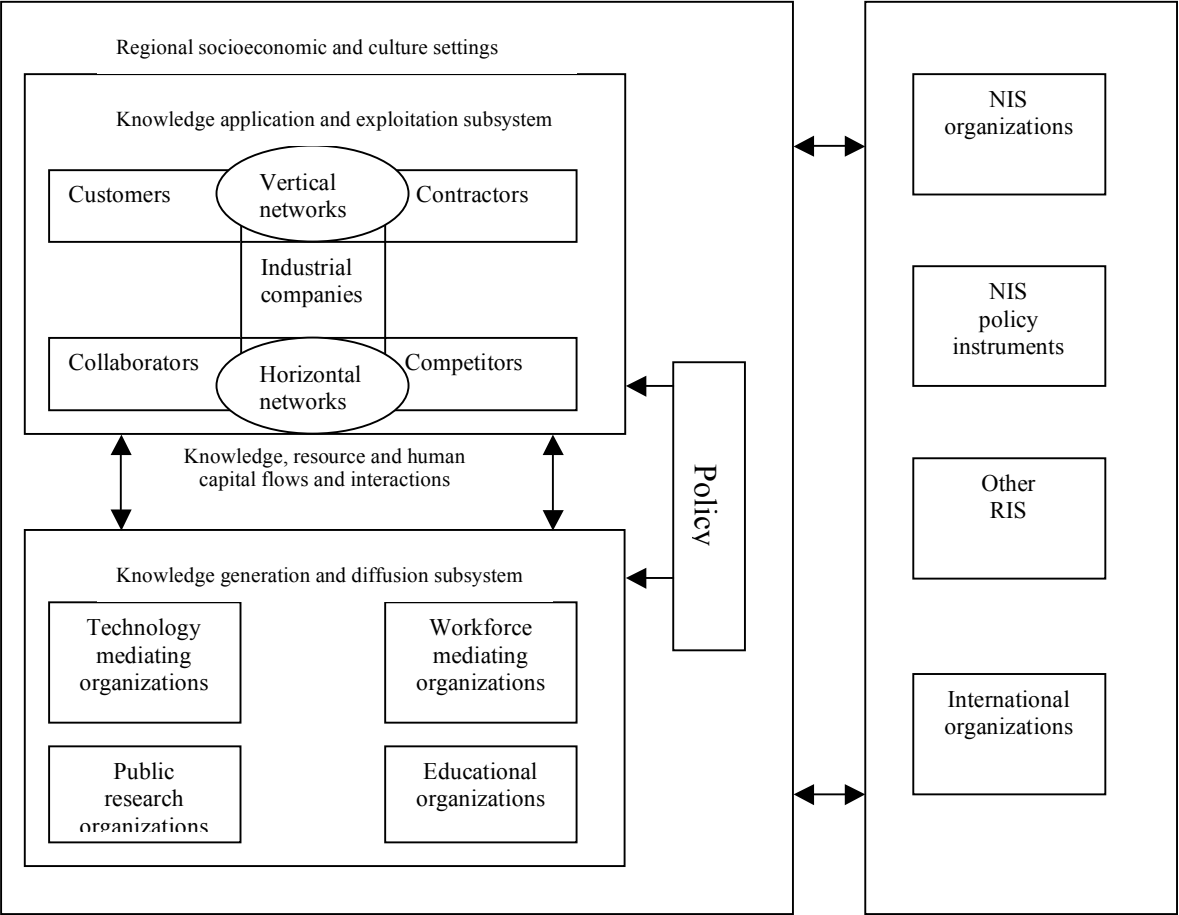 Regional socioeconomic and culture settings
Knowledge application and exploitation subsystem
Customers
Vertical
networks
Contractors
Industrial
companies
Collaborators
Horizontal
networks
Competitors
Knowledge, resource and human
capital flows and interactions
Policy
Knowledge generation and diffusion subsystem
Technology
mediating
organizations
Workforce
mediating
organizations
Public
research
organizations
Educational
organizations
NIS
organizations
NIS
policy
instruments
Other
RIS
International
organizations